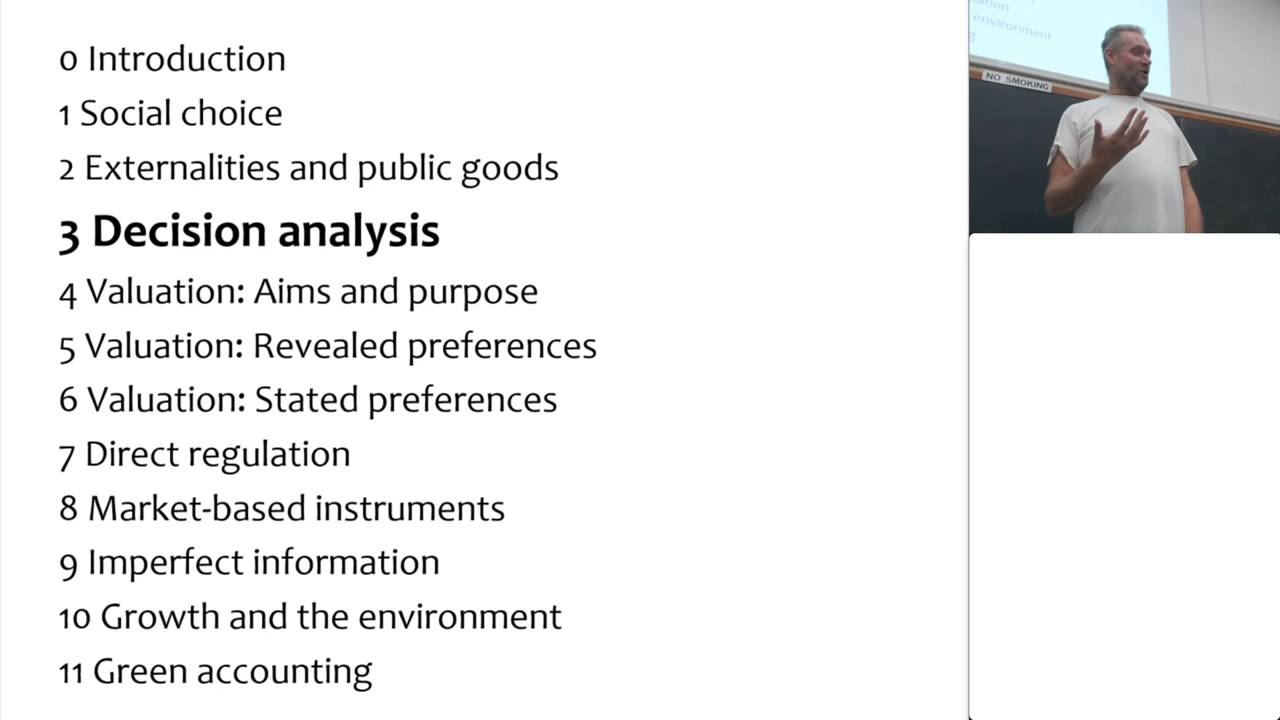 0 Introduction
1 Social choice
2 Externalities and public goods
3 Decision analysis
4 Valuation: Aims and purpose
5 Valuation: Revealed preferences
6 Valuation: Stated preferences
7 Direct regulation
8 Market-based instruments
9 Imperfect information
10 Growth and the environment
11 Green accounting
environment
NO SMOKING